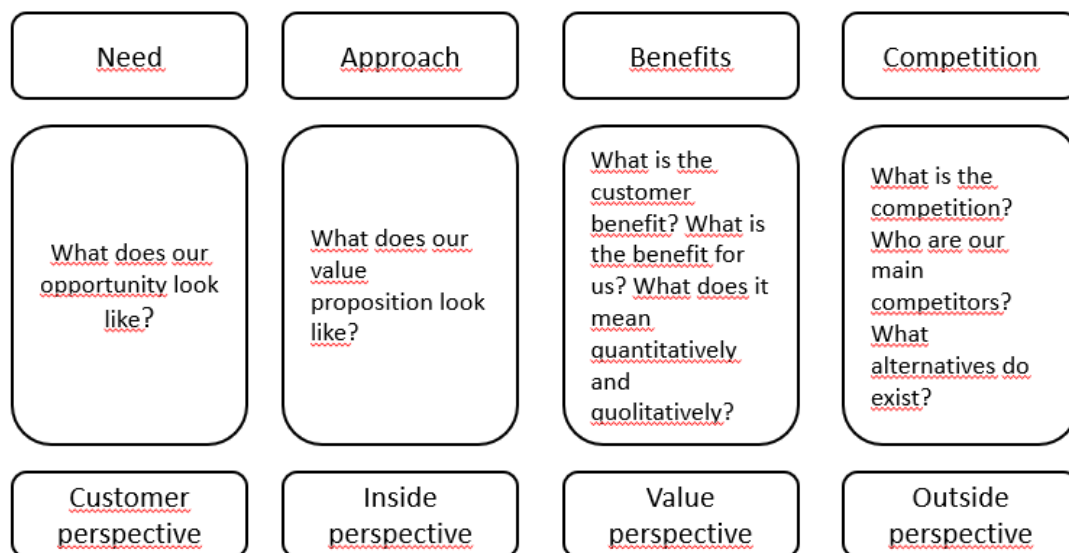 Need
Approach
Benefits
Competition
What does our
opportunity look
like?
What does our
value
proposition look
like?
What is the
customer
benefit? What is
the benefit for
us? What does it
mean
quantitatively
and
quolitatively?
What is the
competition?
Who are our
main
competitors?
What
alternatives do
exist?
Customer
perspective
Inside
perspective
Value
perspective
Outside
perspective